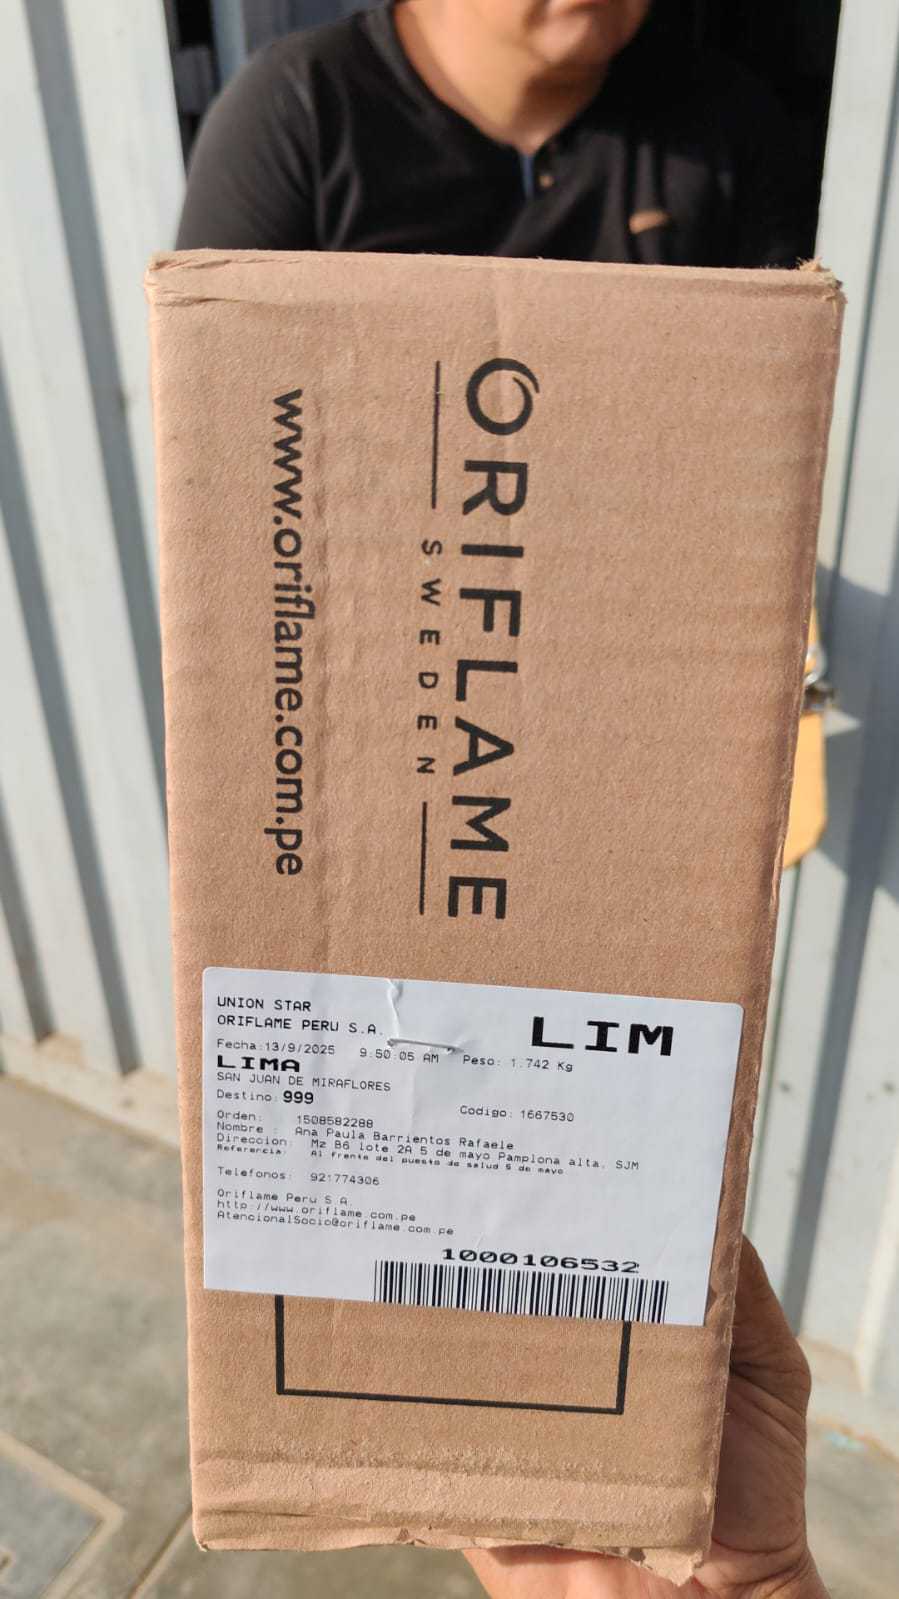 ORIFLAME
SWEDEN
www.oriflame.com.pe
UNION STAR
ORIFLAME PERU S.A.
LIM
Fecha:13/9/2025 9:50:05 AM Peso: 1.742 Kg
LIMA
SAN JUAN DE MIRAFLORES
Destino: 999
Codigo: 1667530
Orden: 1508582288
Nombre : Ana Paula Barrientos Rafaele
Direccion: Mz B6 lote 2A 5 de mayo Pamplona alta. SJM
Referencia: Al frente del puesto de salud 5 de mayo
Telefonos: 921774306
Oriflame Peru S.A.
http://www.oriflame.com.pe
AtencionalSocio@oriflame.com.pe
1000106532